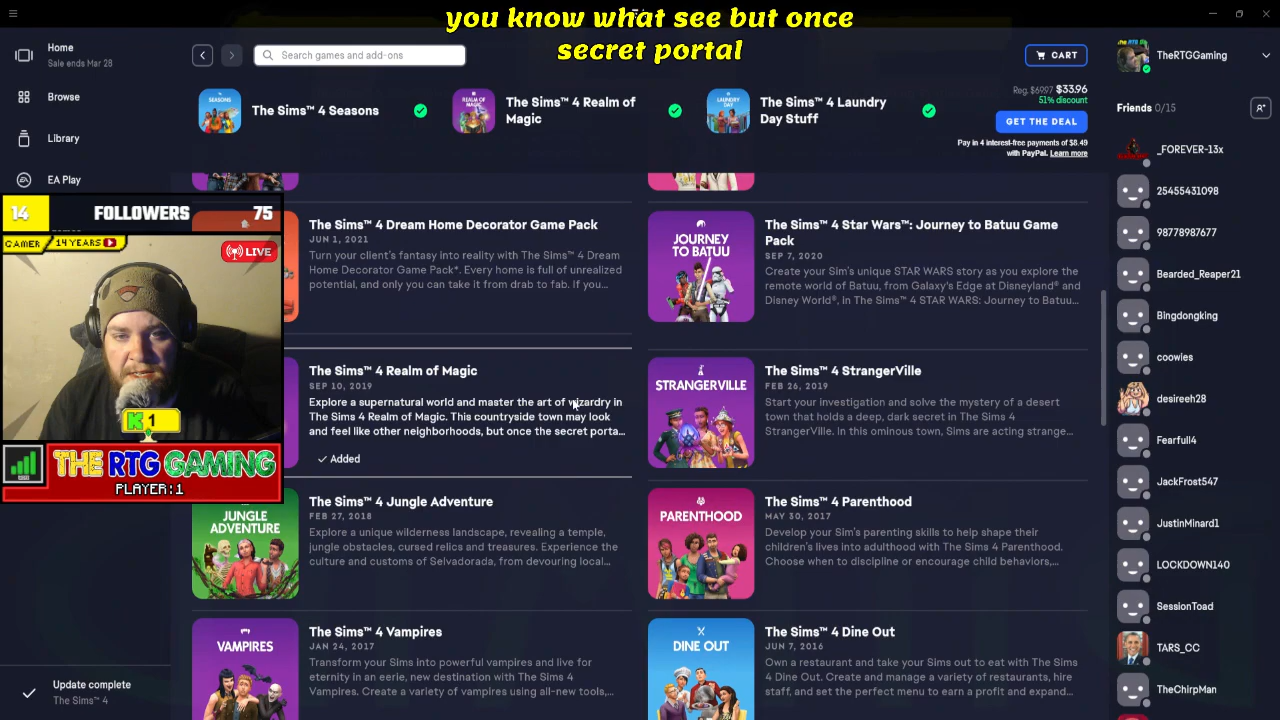 you know what see but once
secret portal
Home
Sale ends Mar 28
Search games and add-ons
CART
TheRTGGaming
Browse
Library
EA Play
The Sims™ 4 Seasons
The Sims™ 4 Realm of
Magic
The Sims™ 4 Laundry
Day Stuff
Reg. $69.97 $33.96
51% discount
GET THE DEAL
Pay in 4 interest-free payments of $8.49
with PayPal. Learn more
SEASONS
REALM OF
MAGIC
LAUNDRY
DAY
Friends 0/15
_FOREVER-13x
25455431098
98778987677
Bearded_Reaper21
Bingdongking
coowies
desireeh28
Fearful4
JackFrost547
JustinMinard1
LOCKDOWN140
SessionToad
TARS_CC
TheChirpMan
14 FOLLOWERS 75
GAMER 14 YEARS
LIVE
K 1
THE RTG GAMING
PLAYER:1
The Sims™ 4 Dream Home Decorator Game Pack
JUN 1, 2021
Turn your client's fantasy into reality with The Sims™ 4 Dream
Home Decorator Game Pack*. Every home is full of unrealized
potential, and only you can take it from drab to fab. If you...
JOURNEY
TO BATUU
The Sims™ 4 Star Wars™: Journey to Batuu Game
Pack
SEP 7, 2020
Create your Sim's unique STAR WARS story as you explore the
remote world of Batuu, from Galaxy's Edge at Disneyland® and
Disney World®, in The Sims™ 4 STAR WARS: Journey to Batuu...
The Sims™ 4 Realm of Magic
SEP 10, 2019
Explore a supernatural world and master the art of wizardry in
The Sims 4 Realm of Magic. This countryside town may look
and feel like other neighborhoods, but once the secret porta...
Added
STRANGERVILLE
The Sims™ 4 StrangerVille
FEB 26, 2019
Start your investigation and solve the mystery of a desert
town that holds a deep, dark secret in The Sims 4
StrangerVille. In this ominous town, Sims are acting strange...
JUNGLE
ADVENTURE
The Sims™ 4 Jungle Adventure
FEB 27, 2018
Explore a unique wilderness landscape, revealing a temple,
jungle obstacles, cursed relics and treasures. Experience the
culture and customs of Selvadorada, from devouring local...
PARENTHOOD
The Sims™ 4 Parenthood
MAY 30, 2017
Develop your Sim's parenting skills to help shape their
children's lives into adulthood with The Sims 4 Parenthood.
Choose when to discipline or encourage child behaviors,...
VAMPIRES
The Sims™ 4 Vampires
JAN 24, 2017
Transform your Sims into powerful vampires and live for
eternity in an eerie, new destination with The Sims 4
Vampires. Create a variety of vampires using all-new tools,...
DINE OUT
The Sims™ 4 Dine Out
JUN 7, 2016
Own a restaurant and take your Sims out to eat with The Sims
4 Dine Out. Create and manage a variety of restaurants, hire
staff, and set the perfect menu to earn a profit and expand...
Update complete
The Sims™ 4